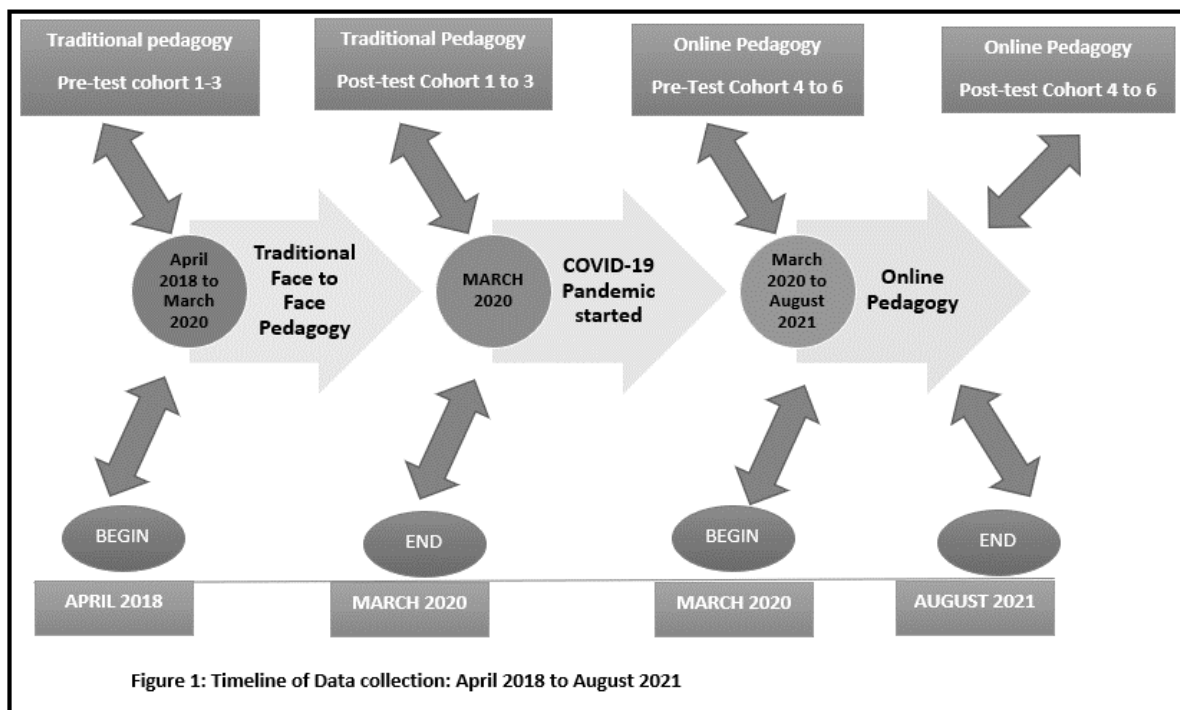 Traditional pedagogy
Pre-test cohort 1-3
Traditional Pedagogy
Post-test Cohort 1 to 3
Online Pedagogy
Pre-Test Cohort 4 to 6
Online Pedagogy
Post-test Cohort 4 to 6
April
2018 to
March
2020
Traditional
Face to
Face
Pedagogy
MARCH
2020
COVID-19
Pandemic
started
March
2020 to
August
2021
Online
Pedagogy
BEGIN
END
BEGIN
END
APRIL 2018
MARCH 2020
MARCH 2020
AUGUST 2021
Figure 1: Timeline of Data collection: April 2018 to August 2021